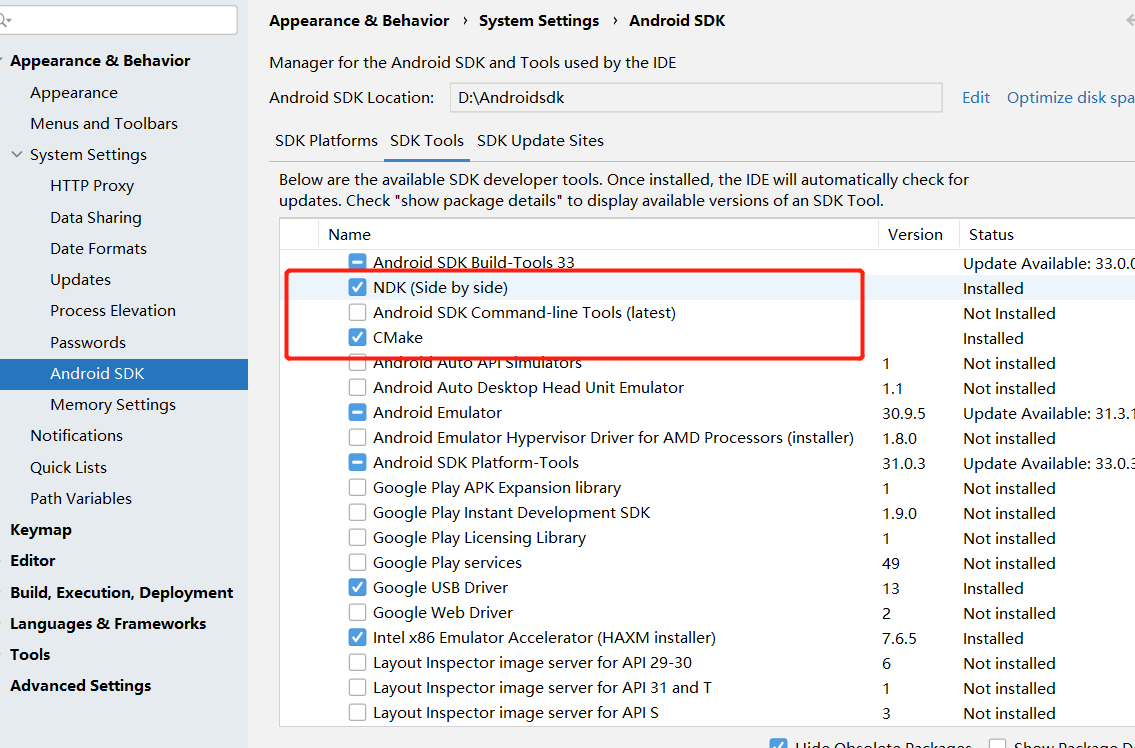 Appearance & Behavior › System Settings › Android SDK
Appearance & Behavior
Appearance
Menus and Toolbars
System Settings
HTTP Proxy
Data Sharing
Date Formats
Updates
Process Elevation
Passwords
Android SDK
Memory Settings
Notifications
Quick Lists
Path Variables
Keymap
Editor
Build, Execution, Deployment
Languages & Frameworks
Tools
Advanced Settings
Manager for the Android SDK and Tools used by the IDE
Android SDK Location: D:\Androidsdk Edit Optimize disk spa
SDK Platforms SDK Tools SDK Update Sites
Below are the available SDK developer tools. Once installed, the IDE will automatically check for
updates. Check "show package details" to display available versions of an SDK Tool.
Name Version Status
Android SDK Build-Tools 33 Update Available: 33.0.0
NDK (Side by side) Installed
Android SDK Command-line Tools (latest) Not Installed
CMake Installed
Android Auto API Simulators 1 Not installed
Android Auto Desktop Head Unit Emulator 1.1 Not installed
Android Emulator 30.9.5 Update Available: 31.3.1
Android Emulator Hypervisor Driver for AMD Processors (installer) 1.8.0 Not installed
Android SDK Platform-Tools 31.0.3 Update Available: 33.0.3
Google Play APK Expansion library 1 Not installed
Google Play Instant Development SDK 1.9.0 Not installed
Google Play Licensing Library 1 Not installed
Google Play services 49 Not installed
Google USB Driver 13 Installed
Google Web Driver 2 Not installed
Intel x86 Emulator Accelerator (HAXM installer) 7.6.5 Installed
Layout Inspector image server for API 29-30 6 Not installed
Layout Inspector image server for API 31 and T 1 Not installed
Layout Inspector image server for API S 3 Not installed
Hide Obsolete Packages Show Package D